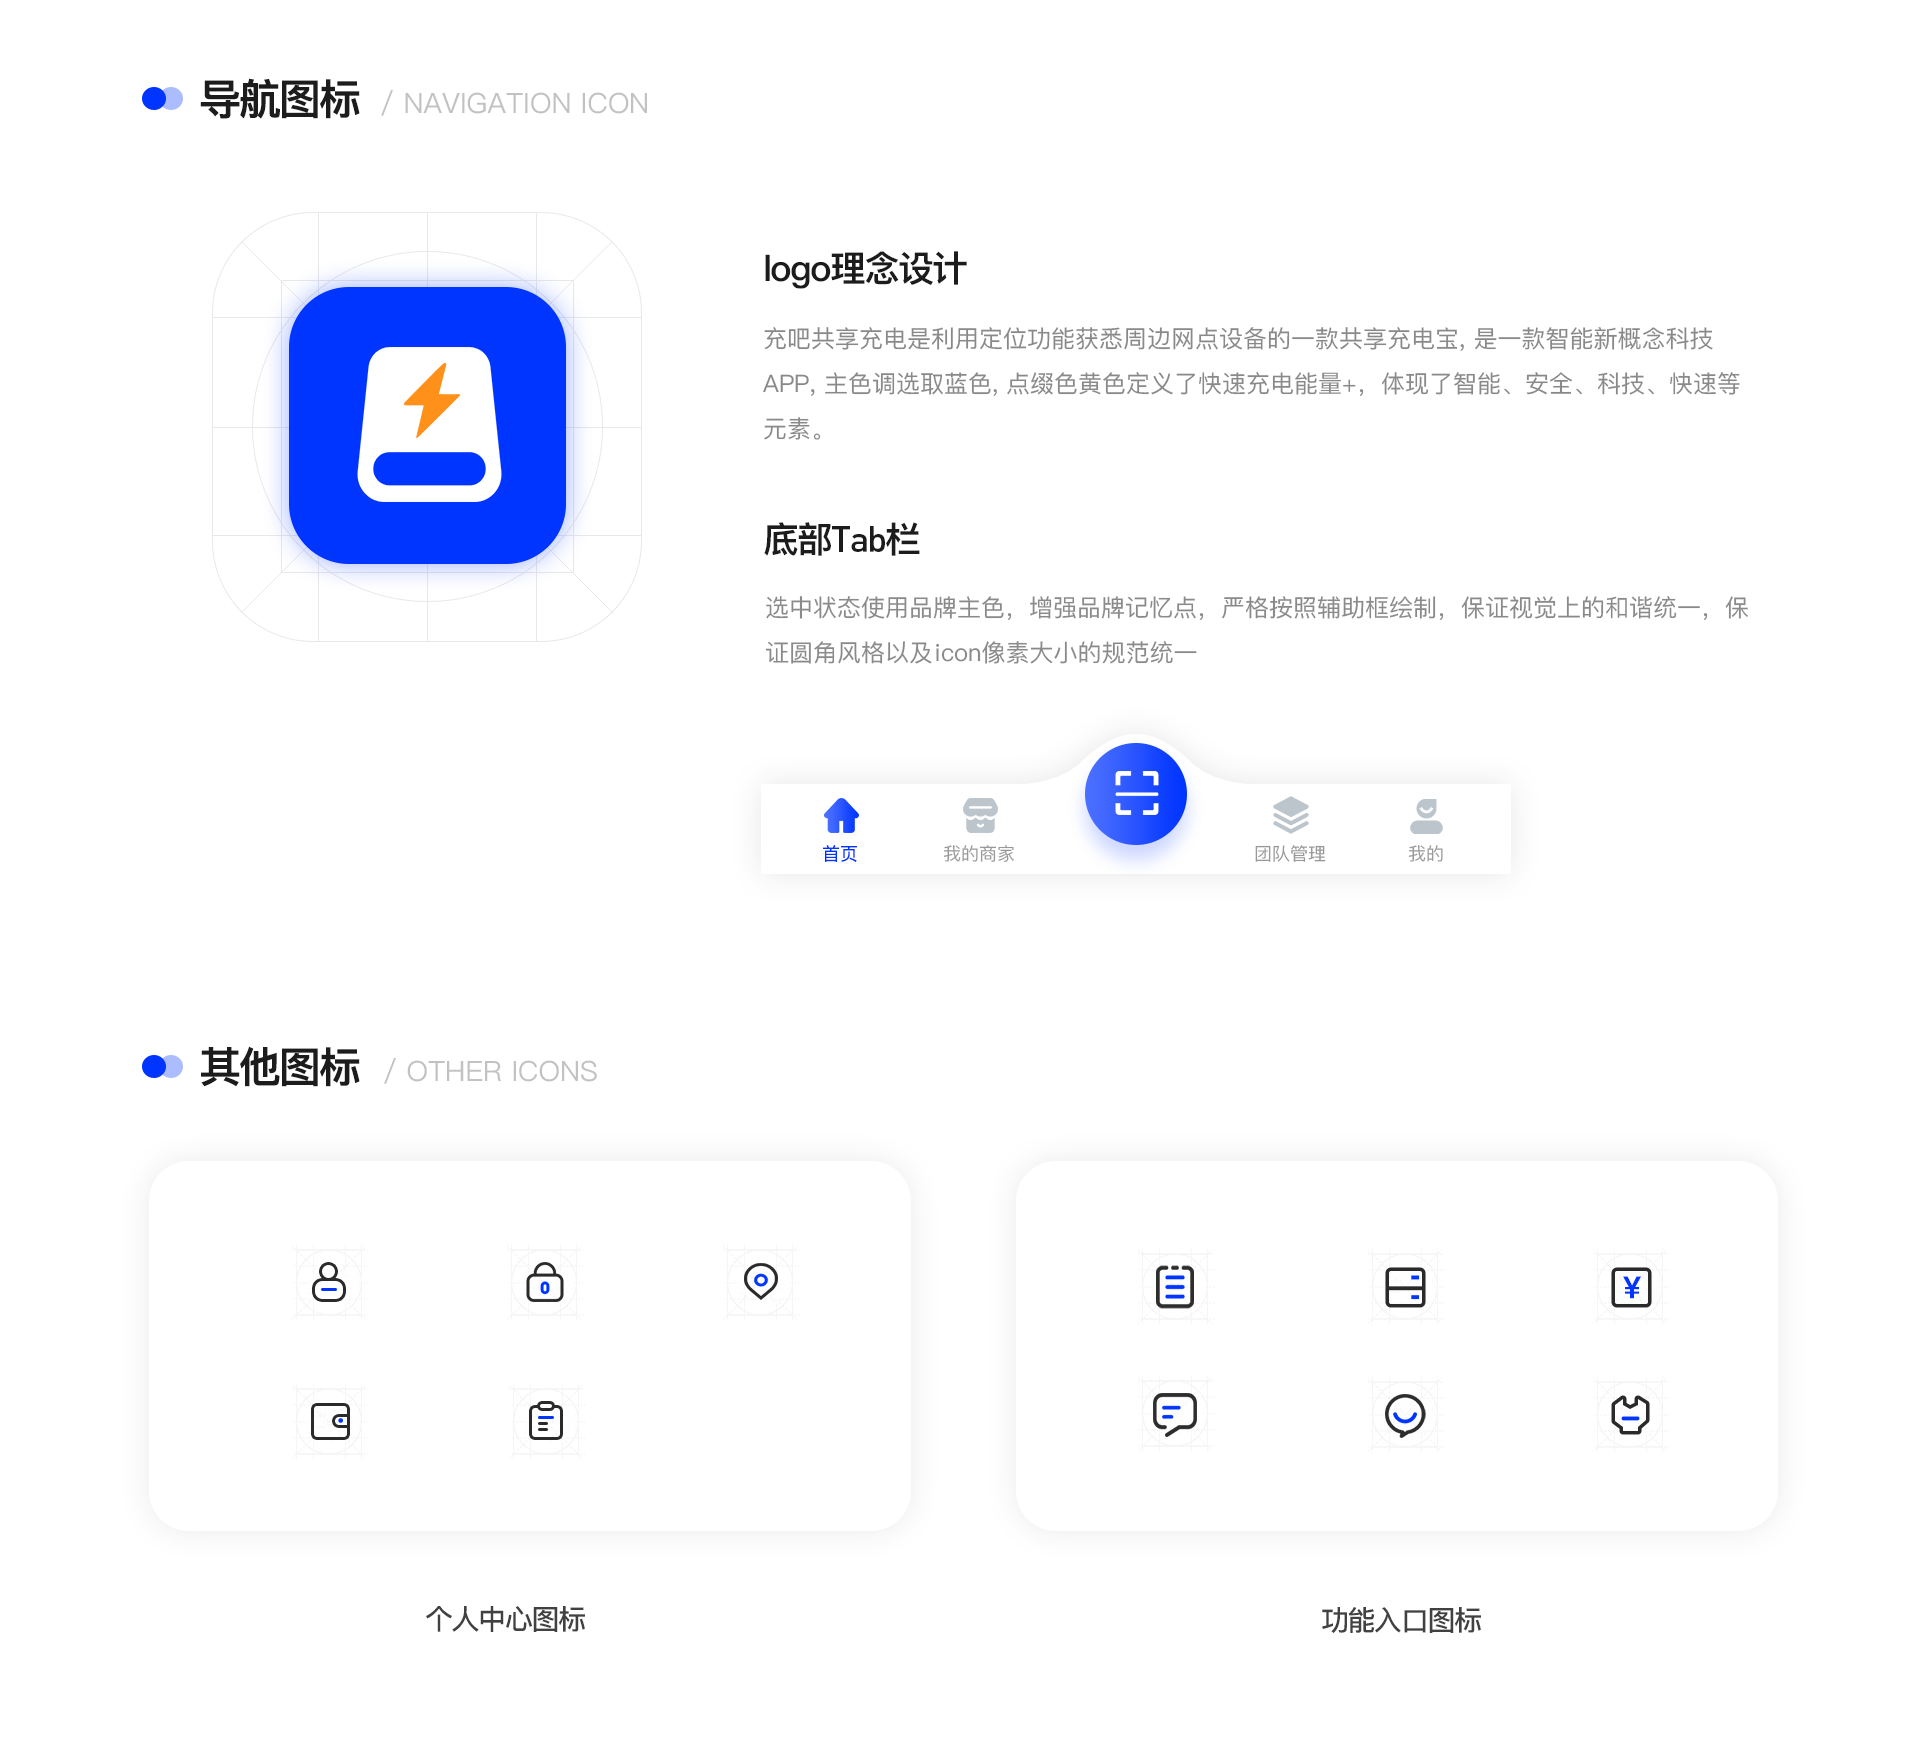 导航图标 / NAVIGATION ICON
logo理念设计
充吧共享充电是利用定位功能获悉周边网点设备的一款共享充电宝, 是一款智能新概念科技
APP, 主色调选取蓝色, 点缀色黄色定义了快速充电能量+，体现了智能、安全、科技、快速等
元素。
底部Tab栏
选中状态使用品牌主色，增强品牌记忆点，严格按照辅助框绘制，保证视觉上的和谐统一，保
证圆角风格以及icon像素大小的规范统一
首页 我的商家 团队管理 我的
其他图标 / OTHER ICONS
¥
个人中心图标 功能入口图标